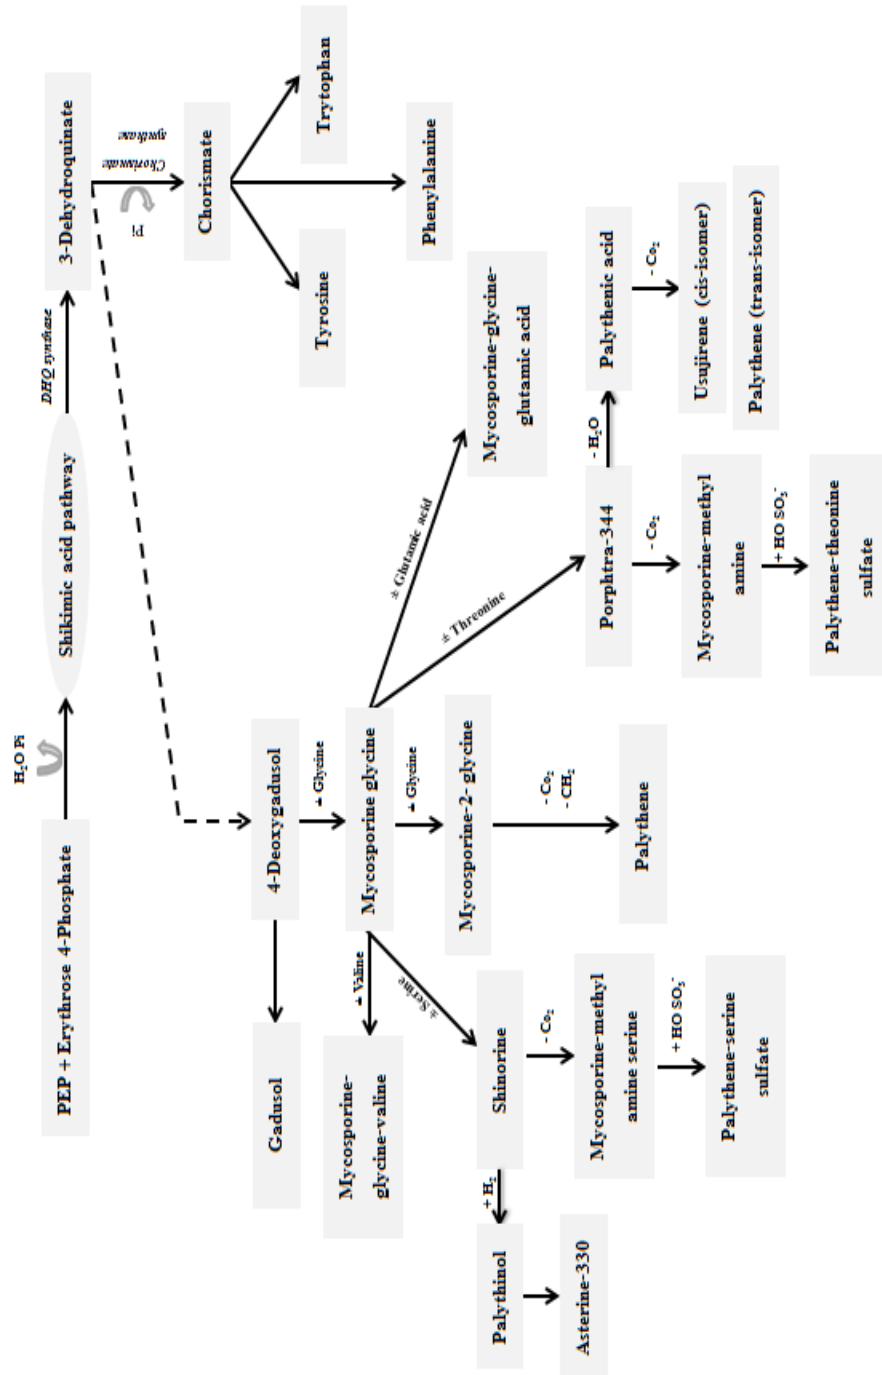 PEP + Erythrose 4-Phosphate
H₂O Pi
Shikimic acid pathway
DHQ synthase
3-Dehydroquinate
Chorismate
synthase
Pi
Chorismate
Tyrosine
Trytophan
Phenylalanine
Gadusol
4-Deoxygadusol
+ Glycine
Mycosporine glycine
± Valine
Mycosporine-
glycine-valine
± Serine
+ Glycine
± Glutamic acid
Mycosporine-glycine-
glutamic acid
± Threonine
Mycosporine-2- glycine
- Co₂
- CH₂
Palythene
Palythinol
+ H₂
Shinorine
Asterine-330
- Co₂
Mycosporine-methyl
amine serine
+ HO SO₃⁻
Palythene-serine
sulfate
Porphtra-344
- H₂O
Palythenic acid
- Co₂
Usujirene (cis-isomer)
Palythene (trans-isomer)
- Co₂
Mycosporine-methyl
amine
+ HO SO₃⁻
Palythene-theonine
sulfate